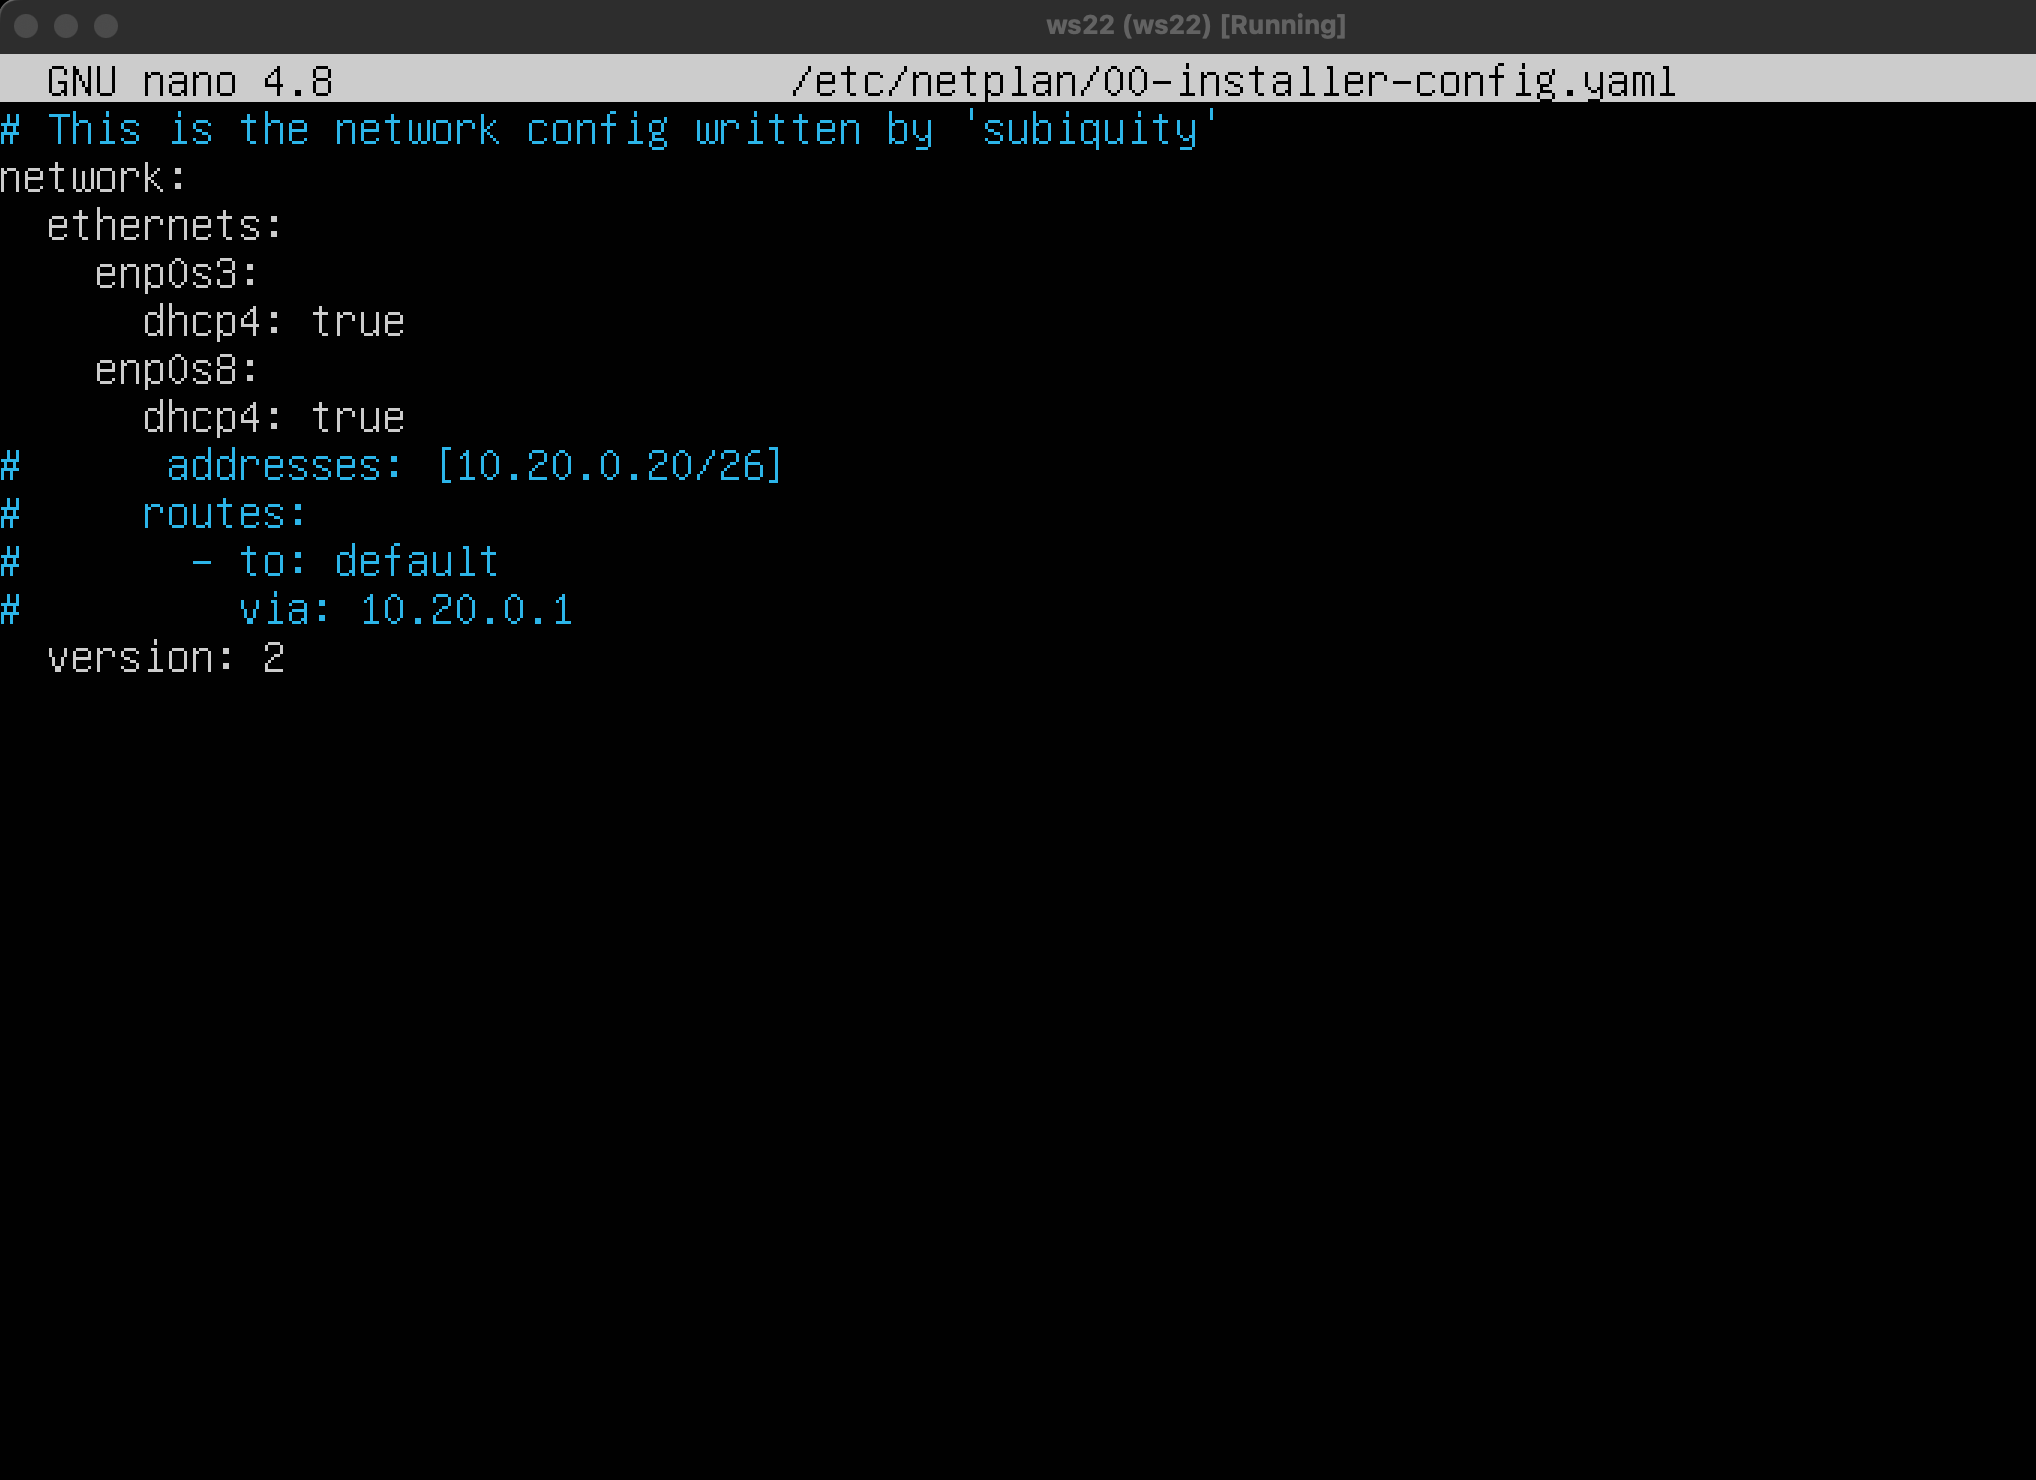 ws22 (ws22) [Running]
GNU nano 4.8 /etc/netplan/00-installer-config.yaml
# This is the network config written by 'subiquity'
network:
  ethernets:
    enp0s3:
      dhcp4: true
    enp0s8:
      dhcp4: true
#      addresses: [10.20.0.20/26]
#     routes:
#       - to: default
#         via: 10.20.0.1
  version: 2